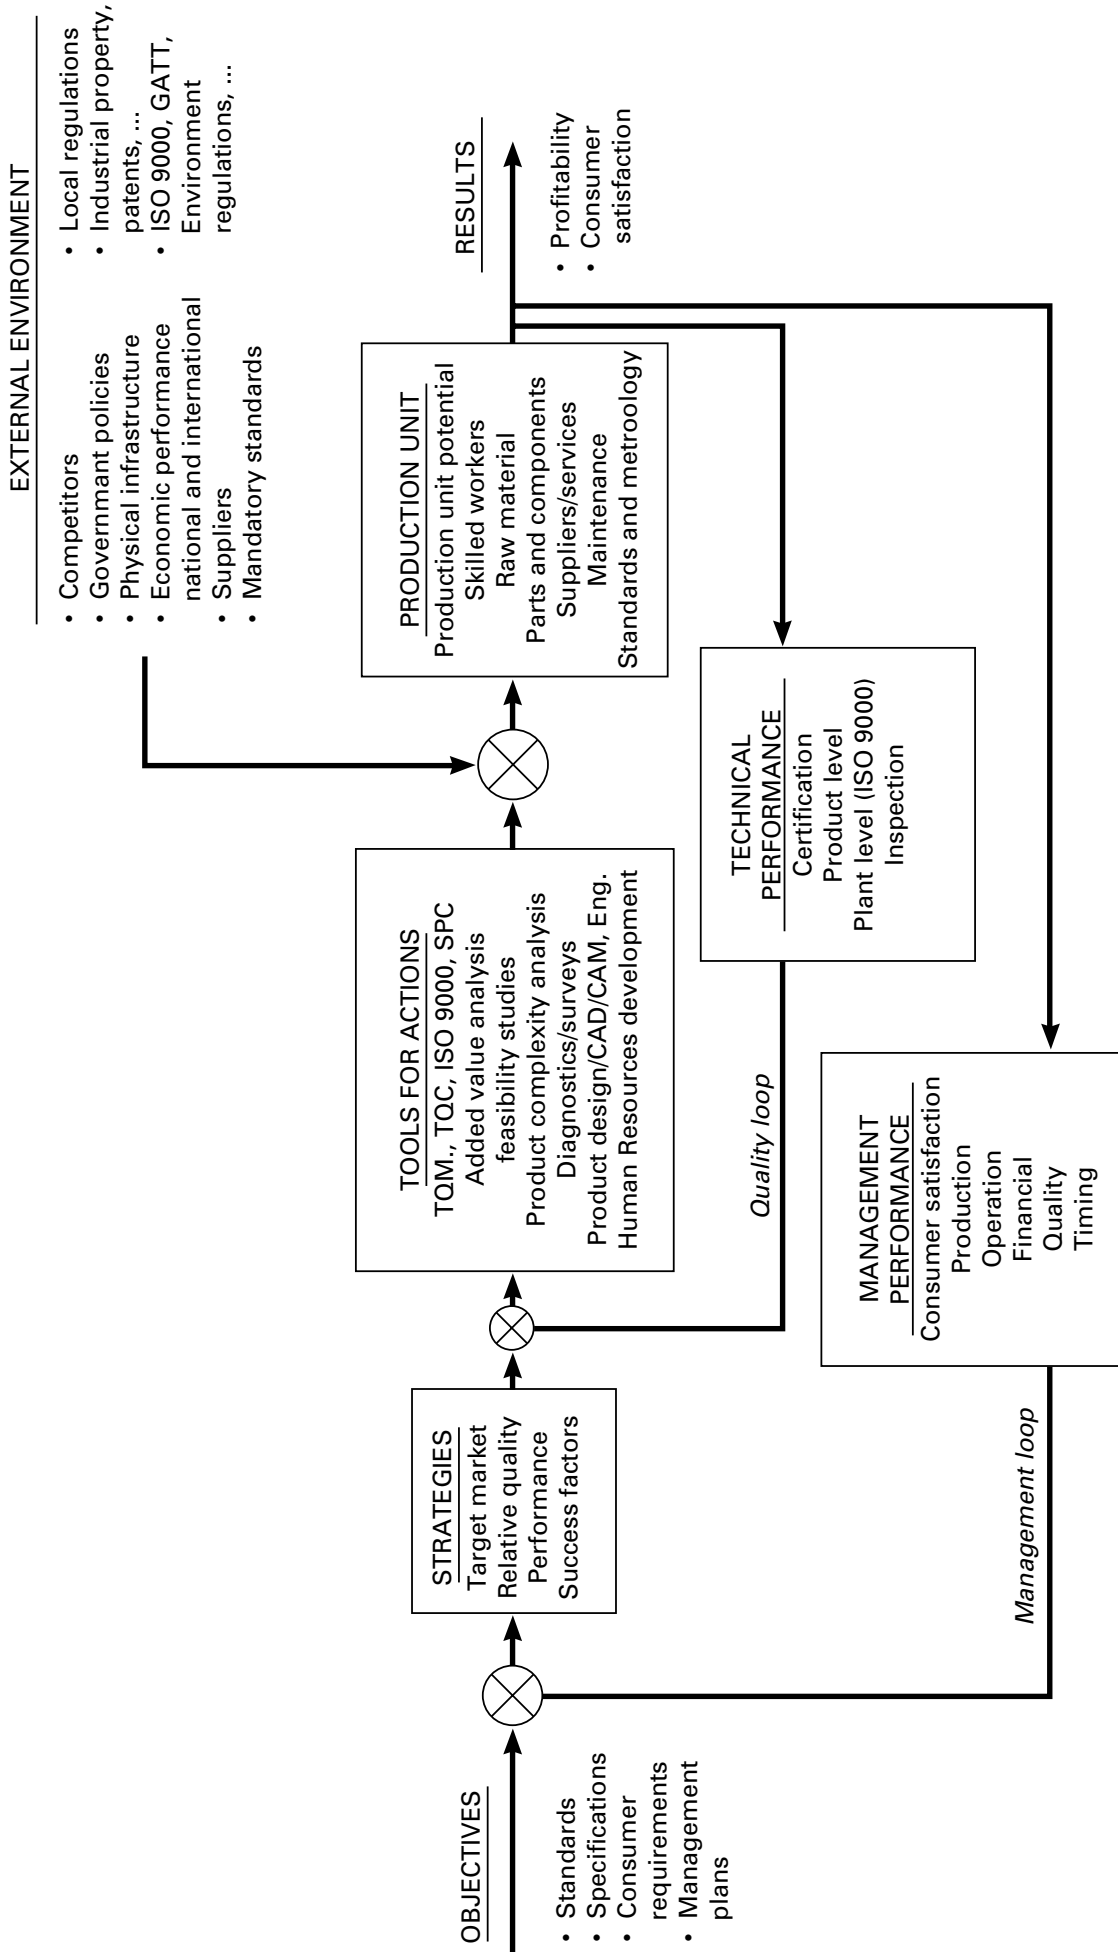 EXTERNAL ENVIRONMENT
• Competitors
• Governmant policies
• Physical infrastructure
• Economic performance
national and international
• Suppliers
• Mandatory standards
• Local regulations
• Industrial property,
patents, ...
• ISO 9000, GATT,
Environment
regulations, ...
OBJECTIVES
• Standards
• Specifications
• Consumer
requirements
• Management
plans
STRATEGIES
Target market
Relative quality
Performance
Success factors
TOOLS FOR ACTIONS
TQM., TQC, ISO 9000, SPC
Added value analysis
feasibility studies
Product complexity analysis
Diagnostics/surveys
Product design/CAD/CAM, Eng.
Human Resources development
PRODUCTION UNIT
Production unit potential
Skilled workers
Raw material
Parts and components
Suppliers/services
Maintenance
Standards and metroology
RESULTS
• Profitability
• Consumer
satisfaction
Quality loop
TECHNICAL
PERFORMANCE
Certification
Product level
Plant level (ISO 9000)
Inspection
Management loop
MANAGEMENT
PERFORMANCE
Consumer satisfaction
Production
Operation
Financial
Quality
Timing